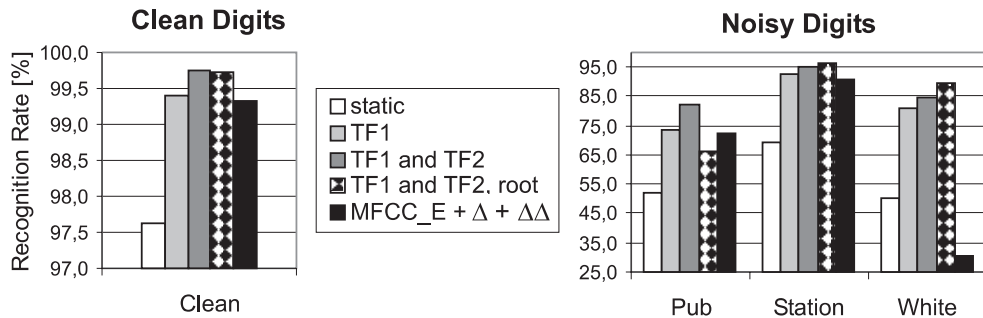 Clean Digits
Recognition Rate [%]
100,0
99,5
99,0
98,5
98,0
97,5
97,0
Clean
static
TF1
TF1 and TF2
TF1 and TF2, root
MFCC_E + Δ + ΔΔ
Noisy Digits
95,0
85,0
75,0
65,0
55,0
45,0
35,0
25,0
Pub Station White